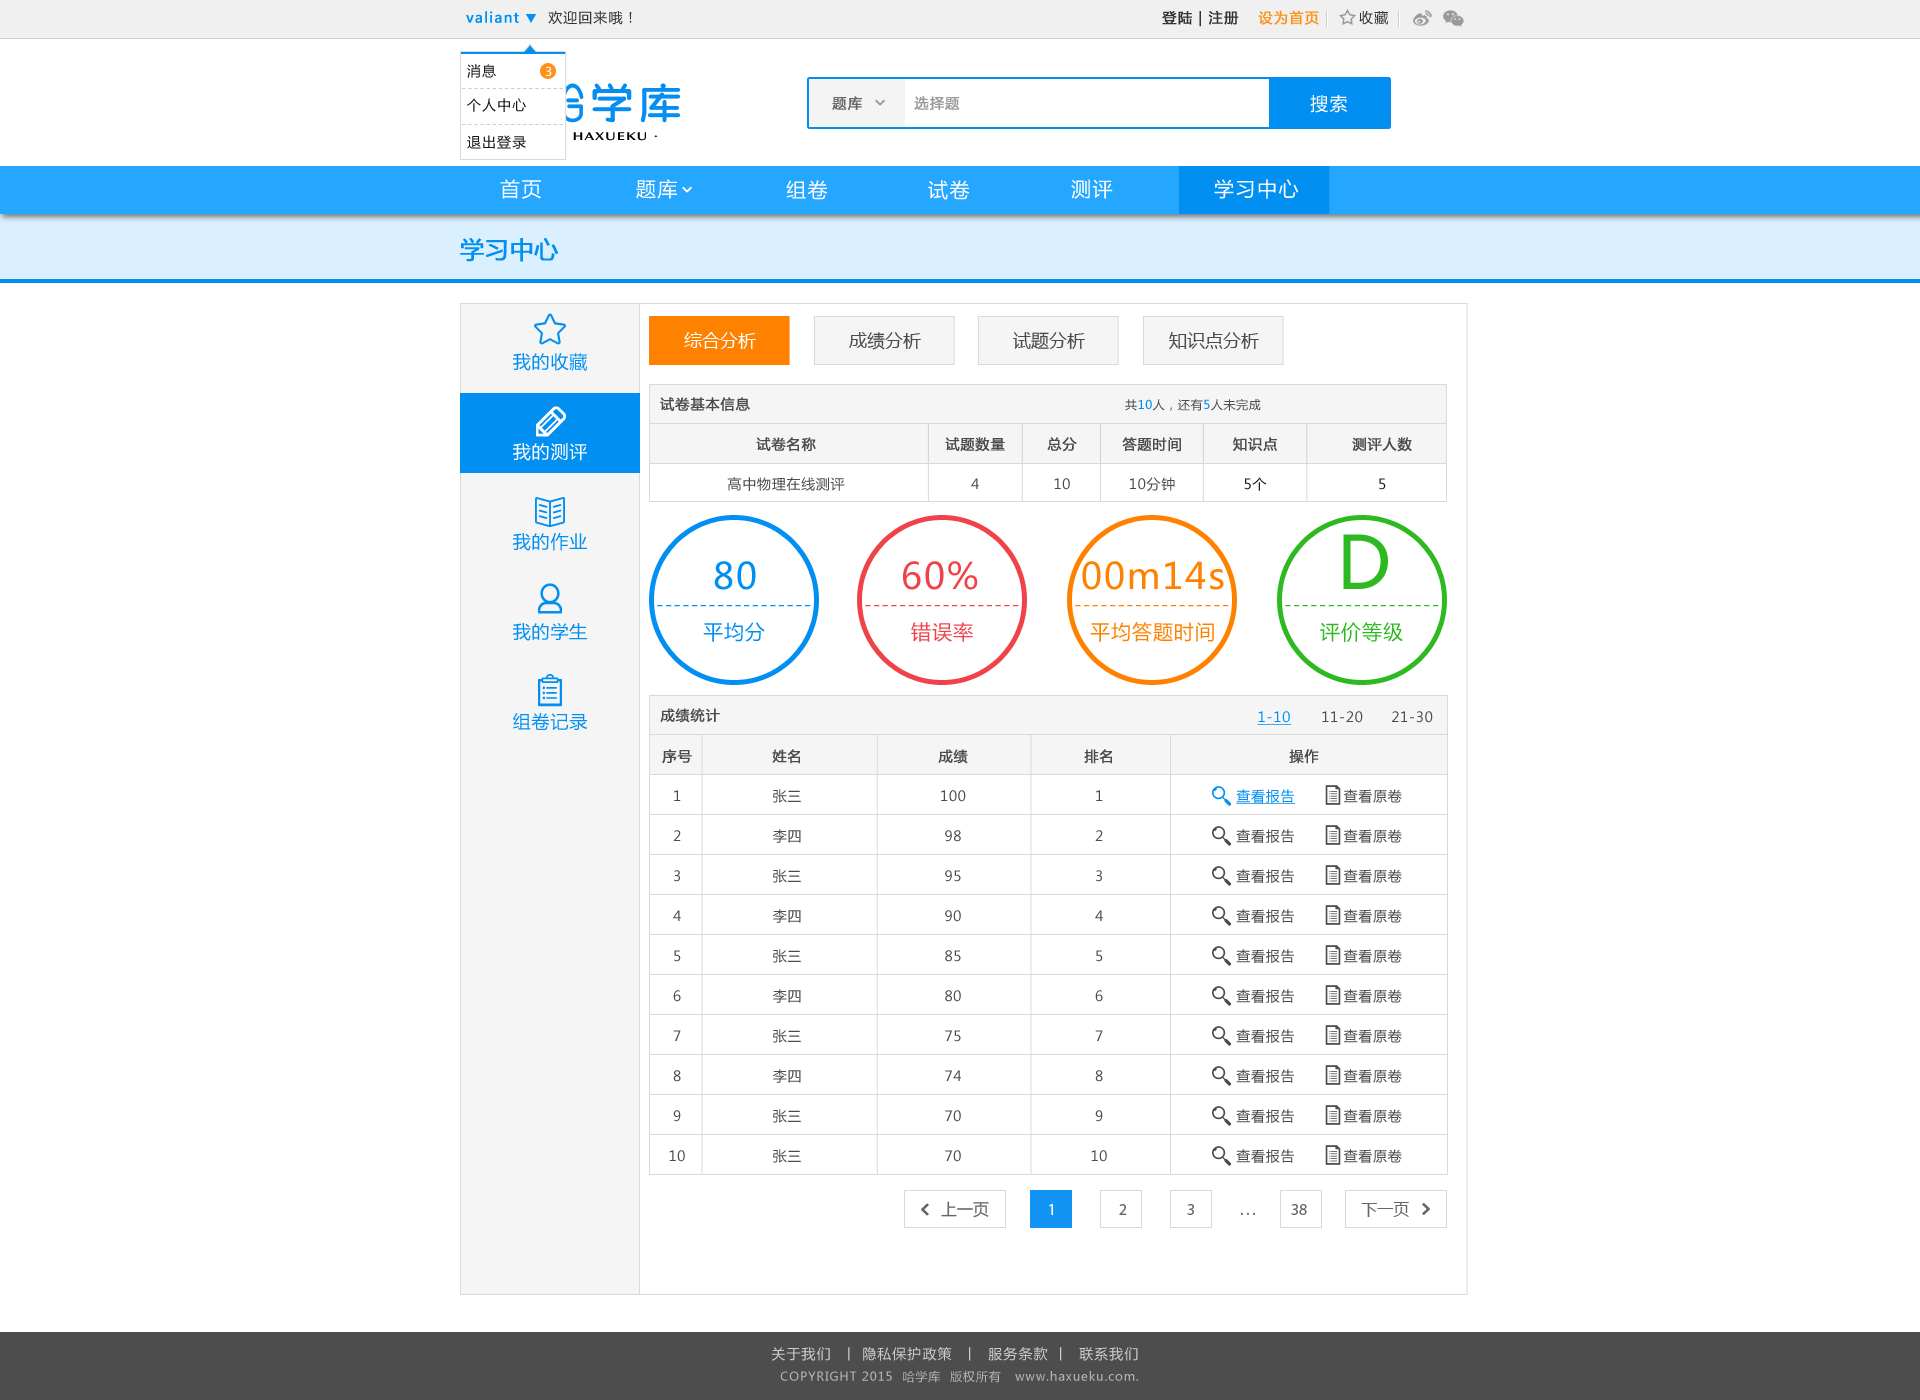 valiant ▼ 欢迎回来哦！ 登陆 | 注册 设为首页 收藏
消息 3
个人中心
退出登录
哈学库
HAXUEKU ·
题库 选择题 搜索
首页 题库 组卷 试卷 测评 学习中心
学习中心
我的收藏
我的测评
我的作业
我的学生
组卷记录
综合分析 成绩分析 试题分析 知识点分析
试卷基本信息 共10人，还有5人未完成
试卷名称 试题数量 总分 答题时间 知识点 测评人数
高中物理在线测评 4 10 10分钟 5个 5
80 60% 00m14s D
平均分 错误率 平均答题时间 评价等级
成绩统计 1-10 11-20 21-30
序号 姓名 成绩 排名 操作
1 张三 100 1 查看报告 查看原卷
2 李四 98 2 查看报告 查看原卷
3 张三 95 3 查看报告 查看原卷
4 李四 90 4 查看报告 查看原卷
5 张三 85 5 查看报告 查看原卷
6 李四 80 6 查看报告 查看原卷
7 张三 75 7 查看报告 查看原卷
8 李四 74 8 查看报告 查看原卷
9 张三 70 9 查看报告 查看原卷
10 张三 70 10 查看报告 查看原卷
上一页 1 2 3 ... 38 下一页
关于我们 | 隐私保护政策 | 服务条款 | 联系我们
COPYRIGHT 2015 哈学库 版权所有 www.haxueku.com.